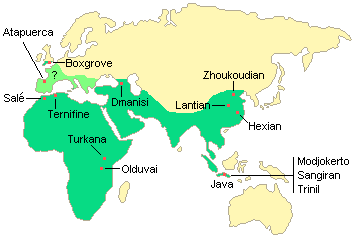 Atapuerca
Boxgrove
?
Zhoukoudian
Salé
Dmanisi
Lantian
Ternifine
Hexian
Turkana
Olduvai
Modjokerto
Java
Sangiran
Trinil